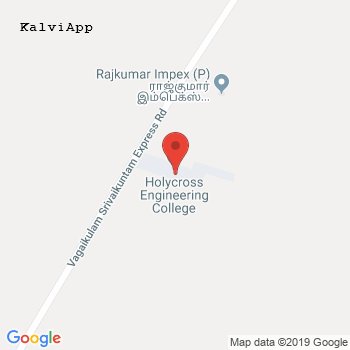 KalviApp
Rajkumar Impex (P)
ராஜ்குமார்
இம்பெக்ஸ்...
Vagaikulam Srivaikuntam Express Rd
Holycross
Engineering
College
Google
Map data ©2019 Google